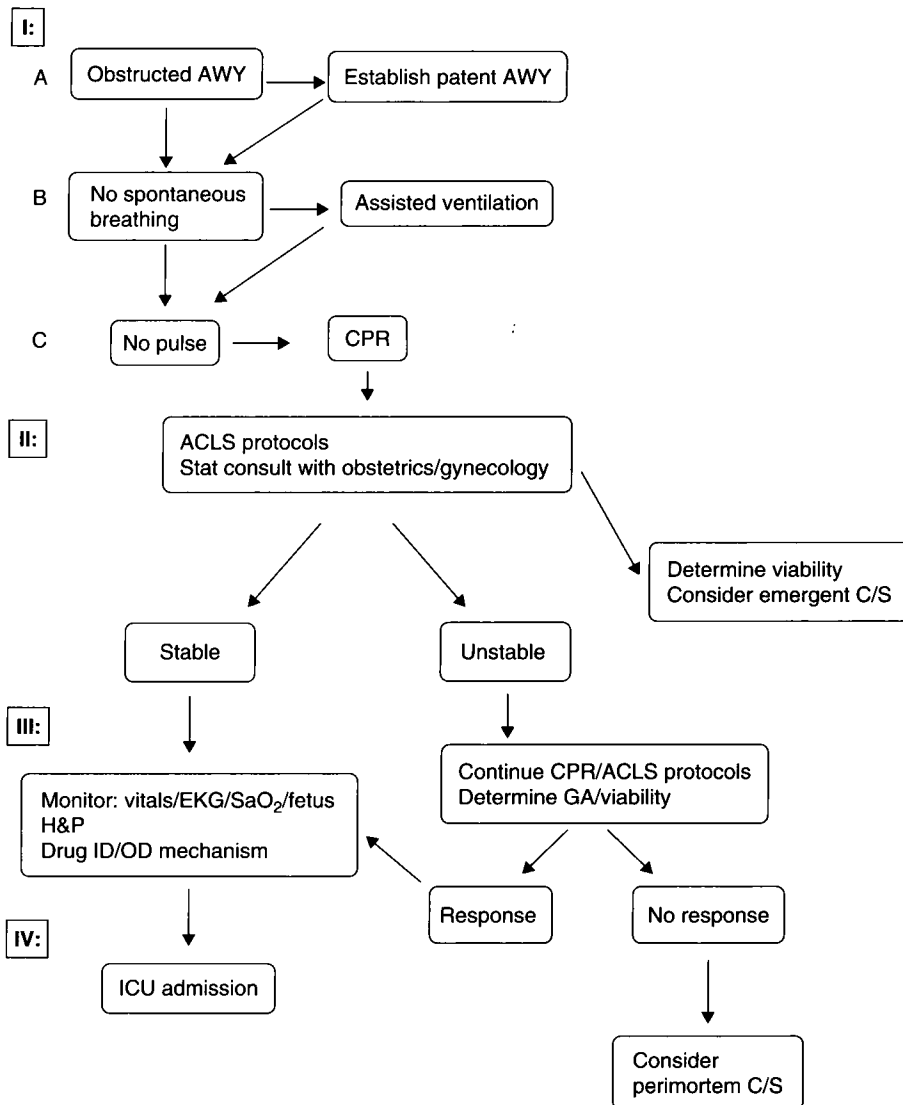 I:
A
Obstructed AWY
Establish patent AWY
B
No spontaneous
breathing
Assisted ventilation
C
No pulse
CPR
II:
ACLS protocols
Stat consult with obstetrics/gynecology
Determine viability
Consider emergent C/S
Stable
Unstable
III:
Monitor: vitals/EKG/SaO₂/fetus
H&P
Drug ID/OD mechanism
Continue CPR/ACLS protocols
Determine GA/viability
Response
No response
IV:
ICU admission
Consider
perimortem C/S